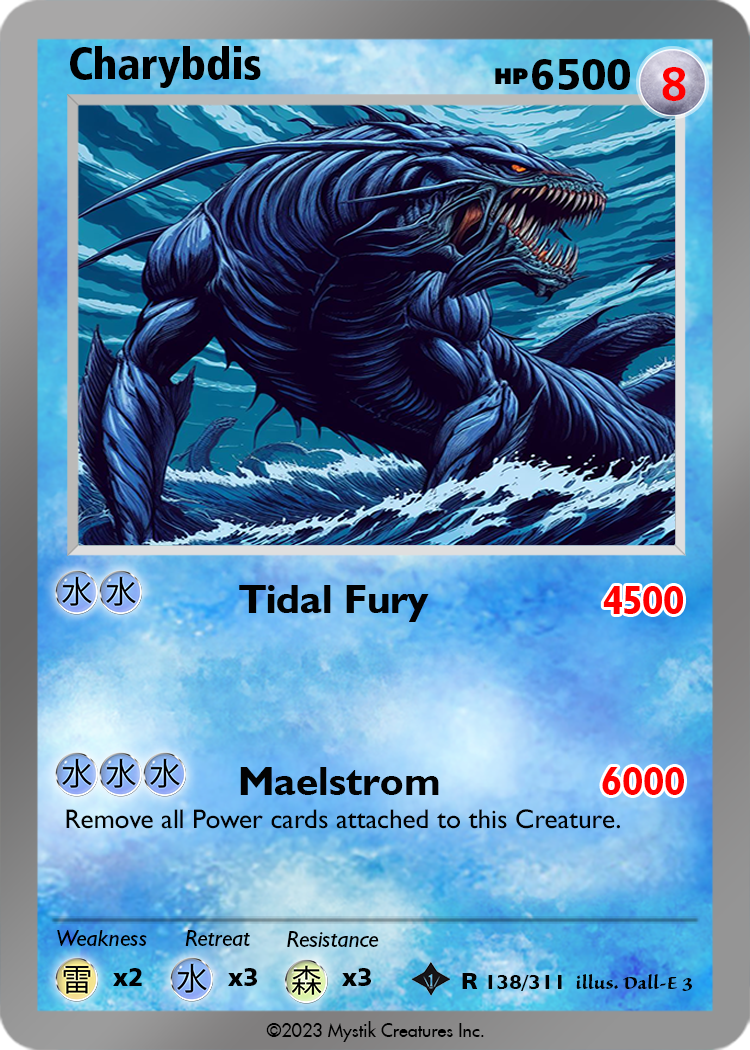 Charybdis HP6500 8
水水 Tidal Fury 4500
水水水 Maelstrom 6000
Remove all Power cards attached to this Creature.
Weakness Retreat Resistance
雷 x2 水 x3 森 x3 1 R 138/311 illus. Dall-E 3
©2023 Mystik Creatures Inc.